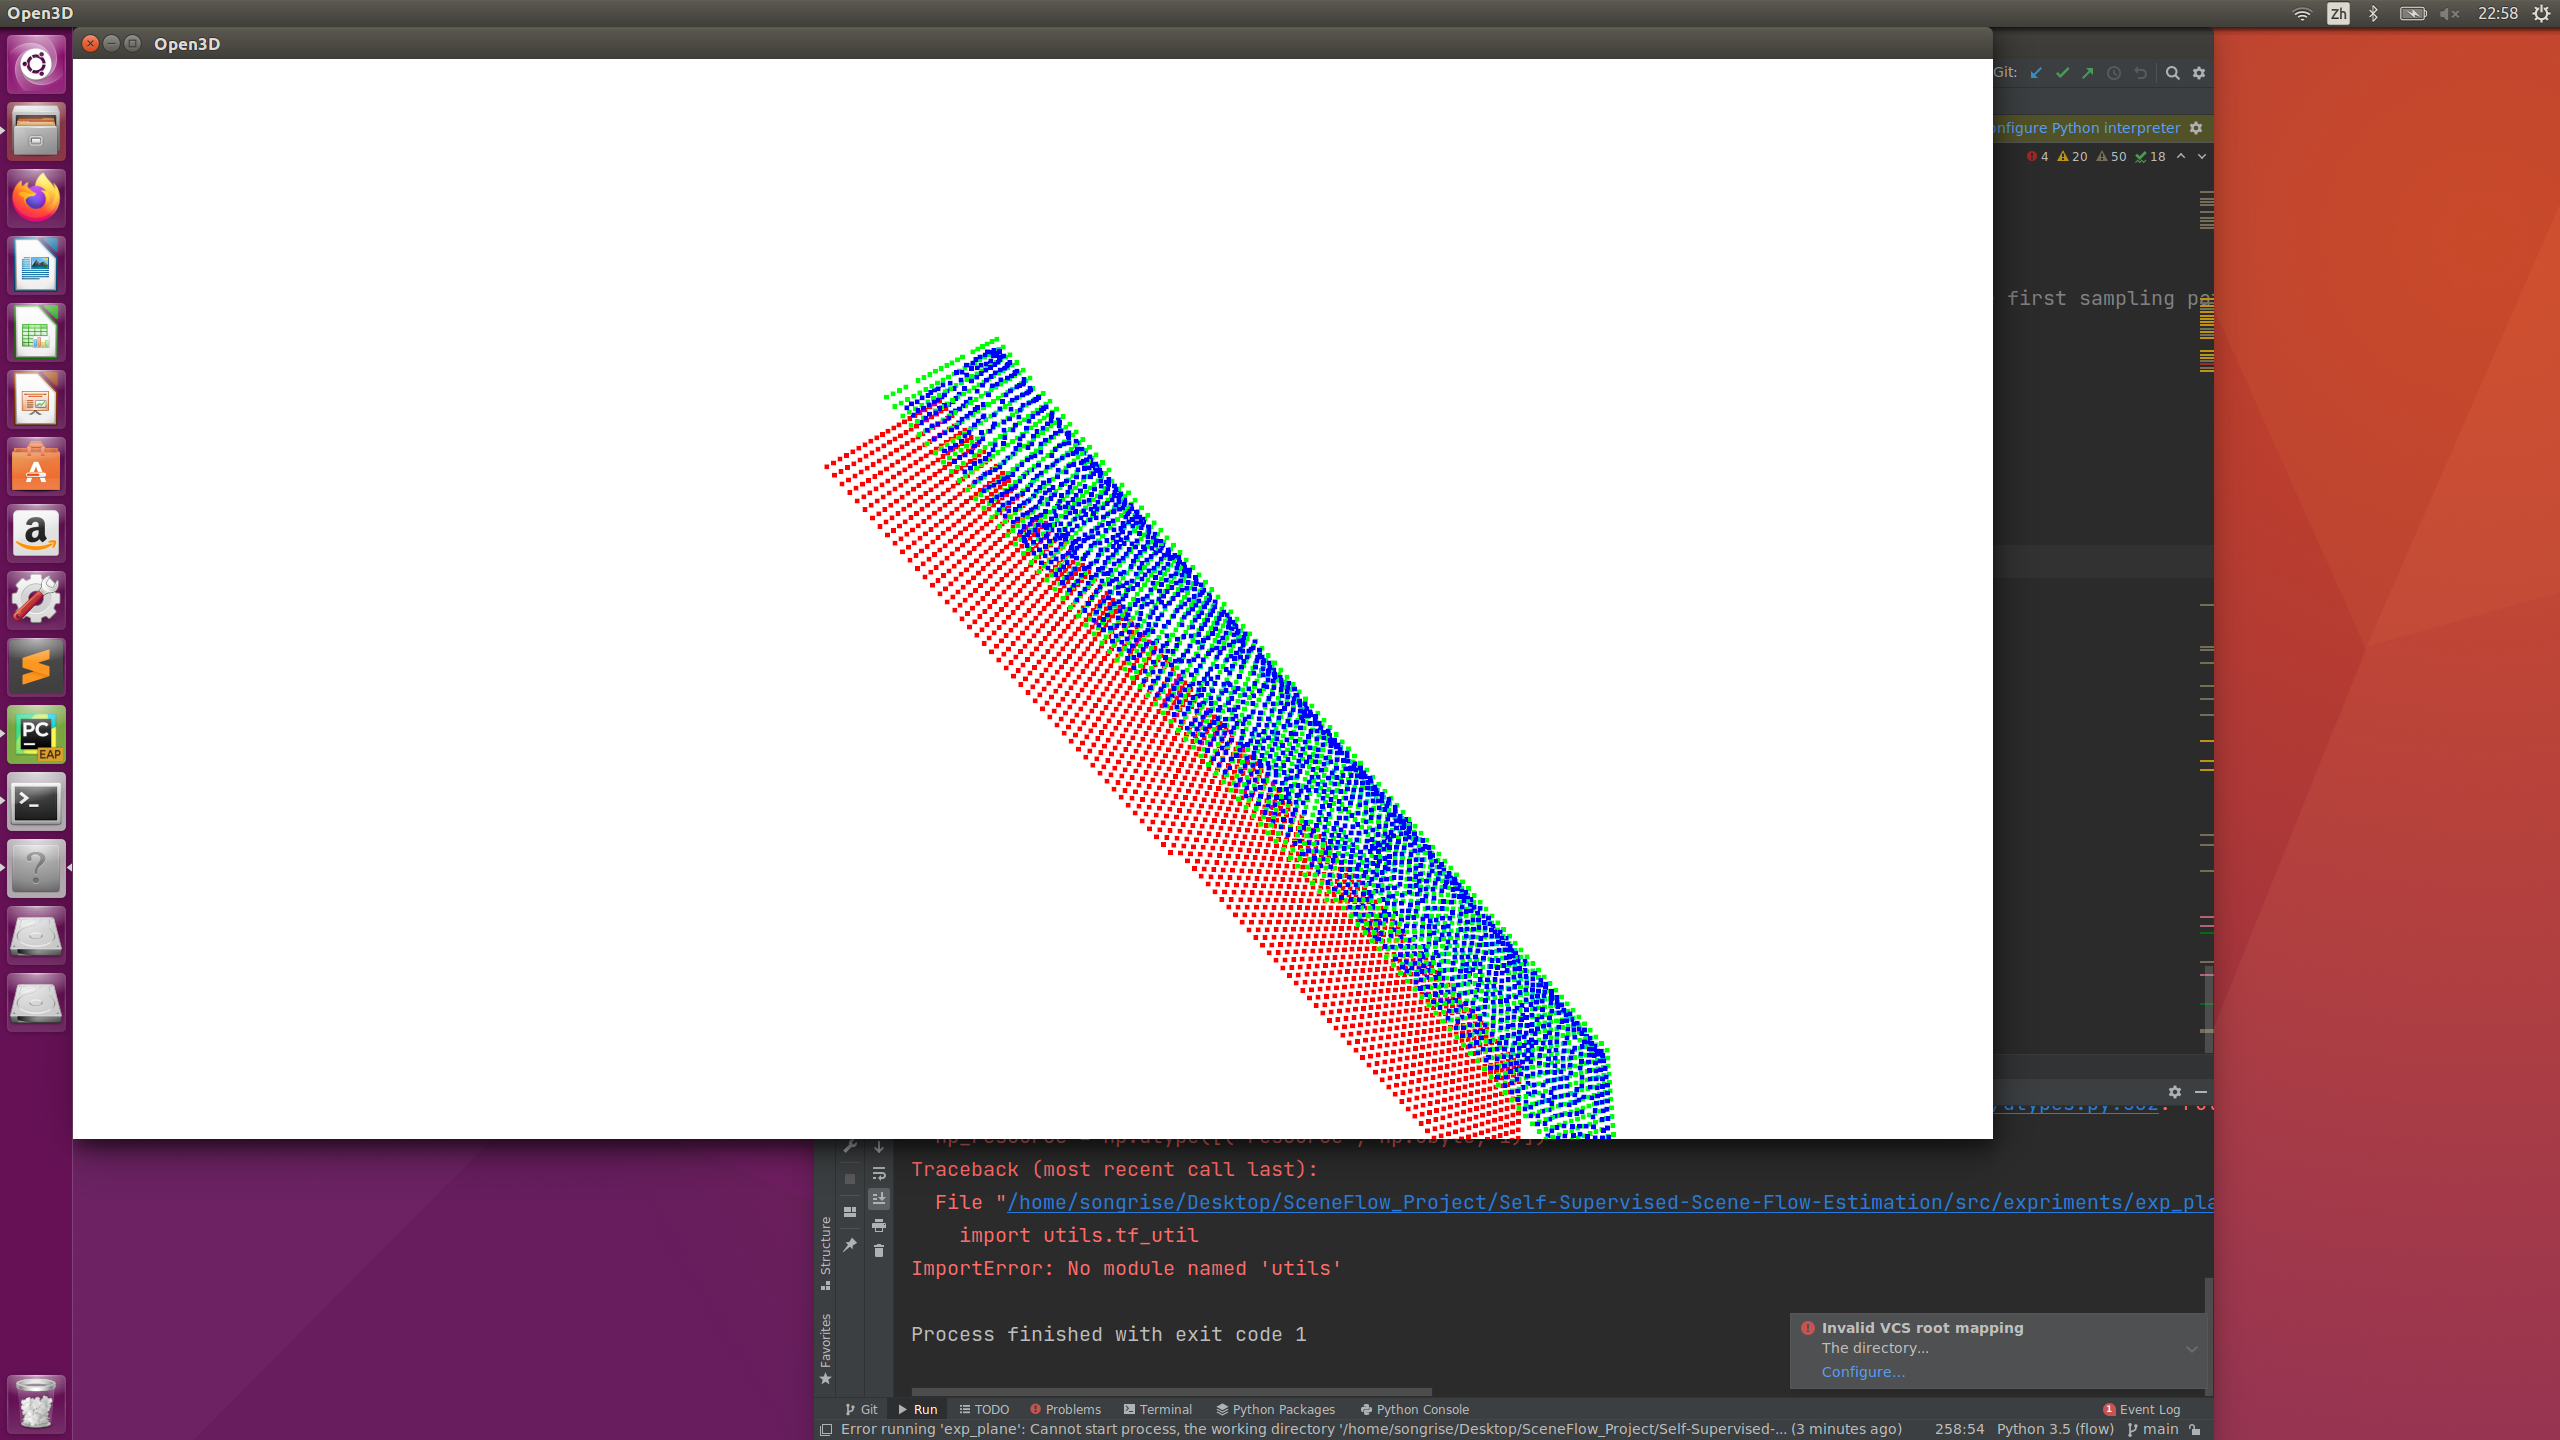 Open3D
Zh
22:58
Open3D
Git:
onfigure Python interpreter
4 20 50 18
first sampling pa
PC
EAP
Traceback (most recent call last):
File "/home/songrise/Desktop/SceneFlow_Project/Self-Supervised-Scene-Flow-Estimation/src/expriments/exp_pla
import utils.tf_util
ImportError: No module named 'utils'
Process finished with exit code 1
Structure
Favorites
Invalid VCS root mapping
The directory...
Configure...
Git
Run
TODO
Problems
Terminal
Python Packages
Python Console
1 Event Log
Error running 'exp_plane': Cannot start process, the working directory '/home/songrise/Desktop/SceneFlow_Project/Self-Supervised-... (3 minutes ago)
258:54
Python 3.5 (flow)
main